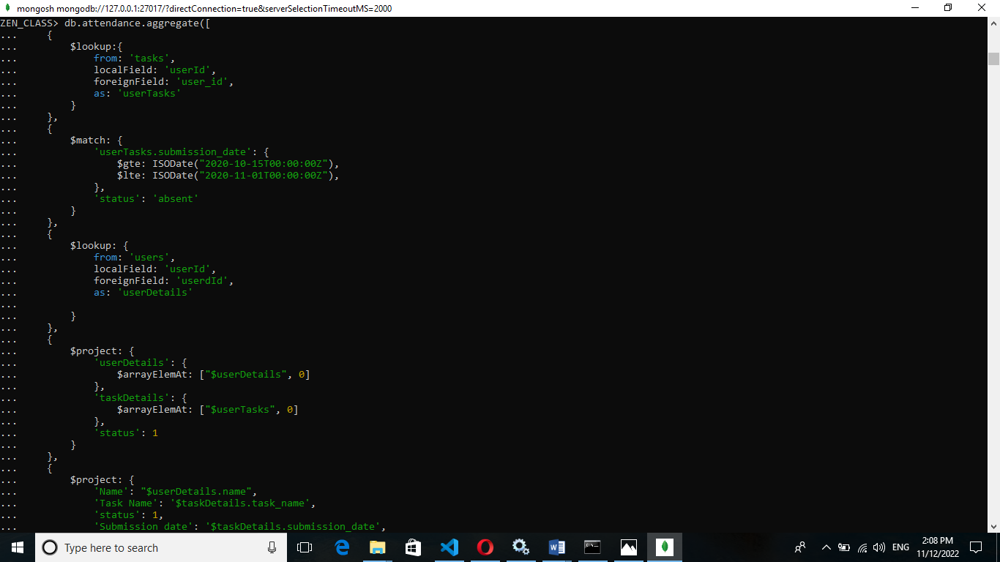 mongosh mongodb://127.0.0.1:27017/?directConnection=true&serverSelectionTimeoutMS=2000
ZEN_CLASS> db.attendance.aggregate([
...     {
...         $lookup:{
...             from: 'tasks',
...             localField: 'userId',
...             foreignField: 'user_id',
...             as: 'userTasks'
...         }
...     },
...     {
...         $match: {
...             'userTasks.submission_date': {
...                 $gte: ISODate("2020-10-15T00:00:00Z"),
...                 $lte: ISODate("2020-11-01T00:00:00Z"),
...             },
...             'status': 'absent'
...         }
...     },
...     {
...         $lookup: {
...             from: 'users',
...             localField: 'userId',
...             foreignField: 'userdId',
...             as: 'userDetails'
...
...         }
...     },
...     {
...         $project: {
...             'userDetails': {
...                 $arrayElemAt: ["$userDetails", 0]
...             },
...             'taskDetails': {
...                 $arrayElemAt: ["$userTasks", 0]
...             },
...             'status': 1
...         }
...     },
...     {
...         $project: {
...             'Name': "$userDetails.name",
...             'Task Name': '$taskDetails.task_name',
...             'status': 1,
...             'Submission date': '$taskDetails.submission_date',
Type here to search
ENG
2:08 PM
11/12/2022